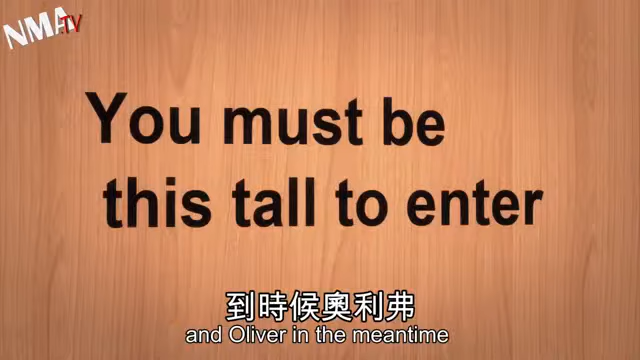 NMA.TV
You must be
this tall to enter
到時候奧利弗
and Oliver in the meantime